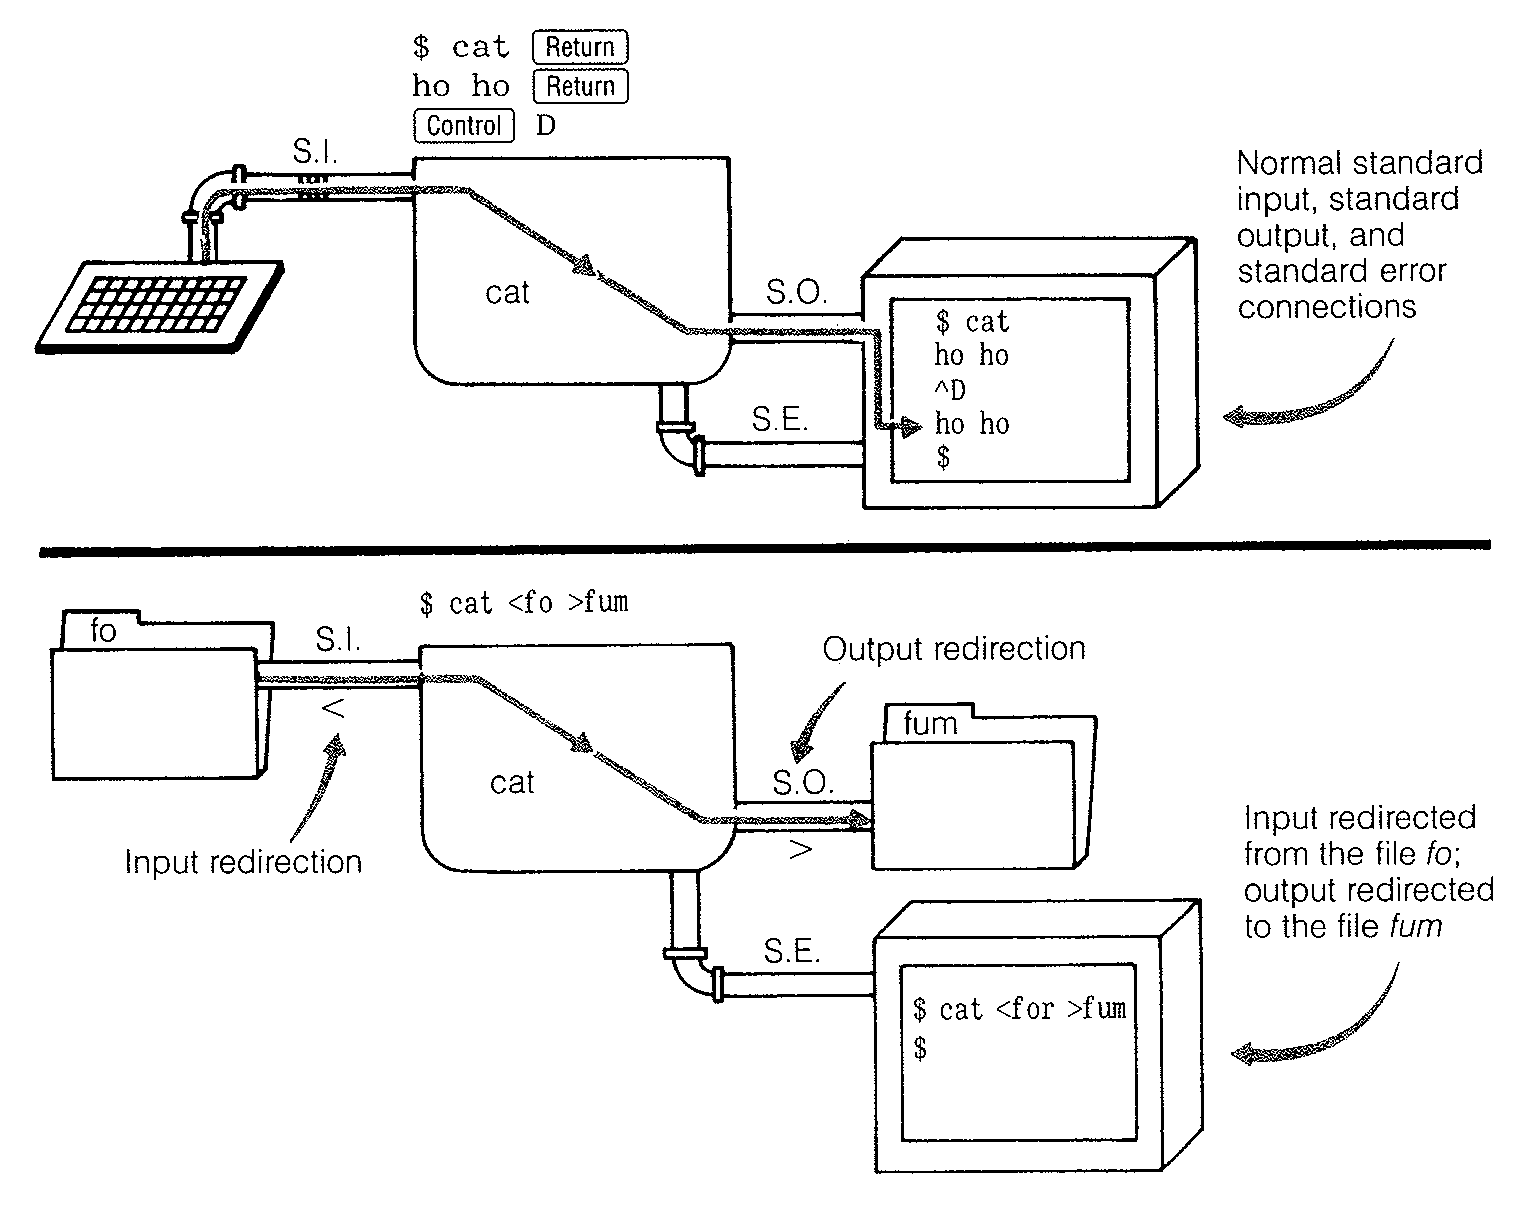 $ cat Return
ho ho Return
Control D
S.I.
Normal standard
input, standard
output, and
standard error
connections
cat
S.O.
$ cat
ho ho
^D
ho ho
$
S.E.
$ cat <fo >fum
fo
S.I.
<
Input redirection
cat
Output redirection
S.O.
>
fum
Input redirected
from the file fo;
output redirected
to the file fum
S.E.
$ cat <for >fum
$